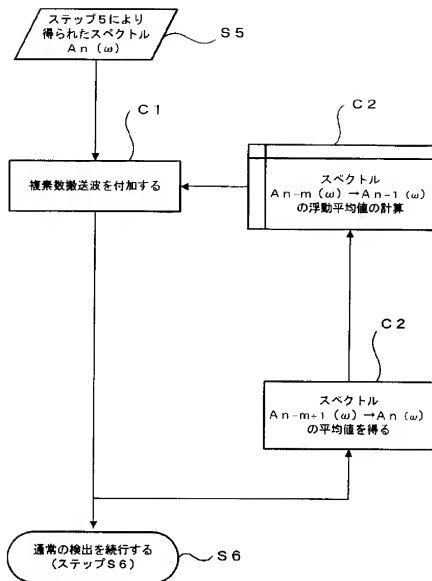 ステップ5により
得られたスペクトル
An (ω)
S5
C1
複素数搬送波を付加する
C2
スペクトル
An-m (ω) →An-1 (ω)
の浮動平均値の計算
C2
スペクトル
An-m+1 (ω) →An (ω)
の平均値を得る
通常の検出を続行する
(ステップS6)
S6